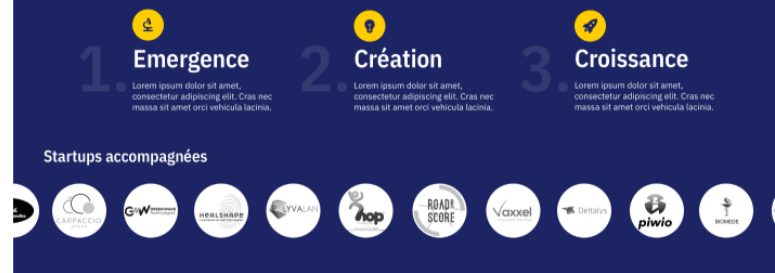 1. Emergence
Lorem ipsum dolor sit amet,
consectetur adipiscing elit. Cras nec
massa sit amet orci vehicula lacinia.
2. Création
Lorem ipsum dolor sit amet,
consectetur adipiscing elit. Cras nec
massa sit amet orci vehicula lacinia.
3. Croissance
Lorem ipsum dolor sit amet,
consectetur adipiscing elit. Cras nec
massa sit amet orci vehicula lacinia.
Startups accompagnées
CARPACCIO
G&W
HEALSHAPE
LYVALAN
hop
ROAD
SCORE
Vaxxel
Deltalys
piwio
BIOMEDE